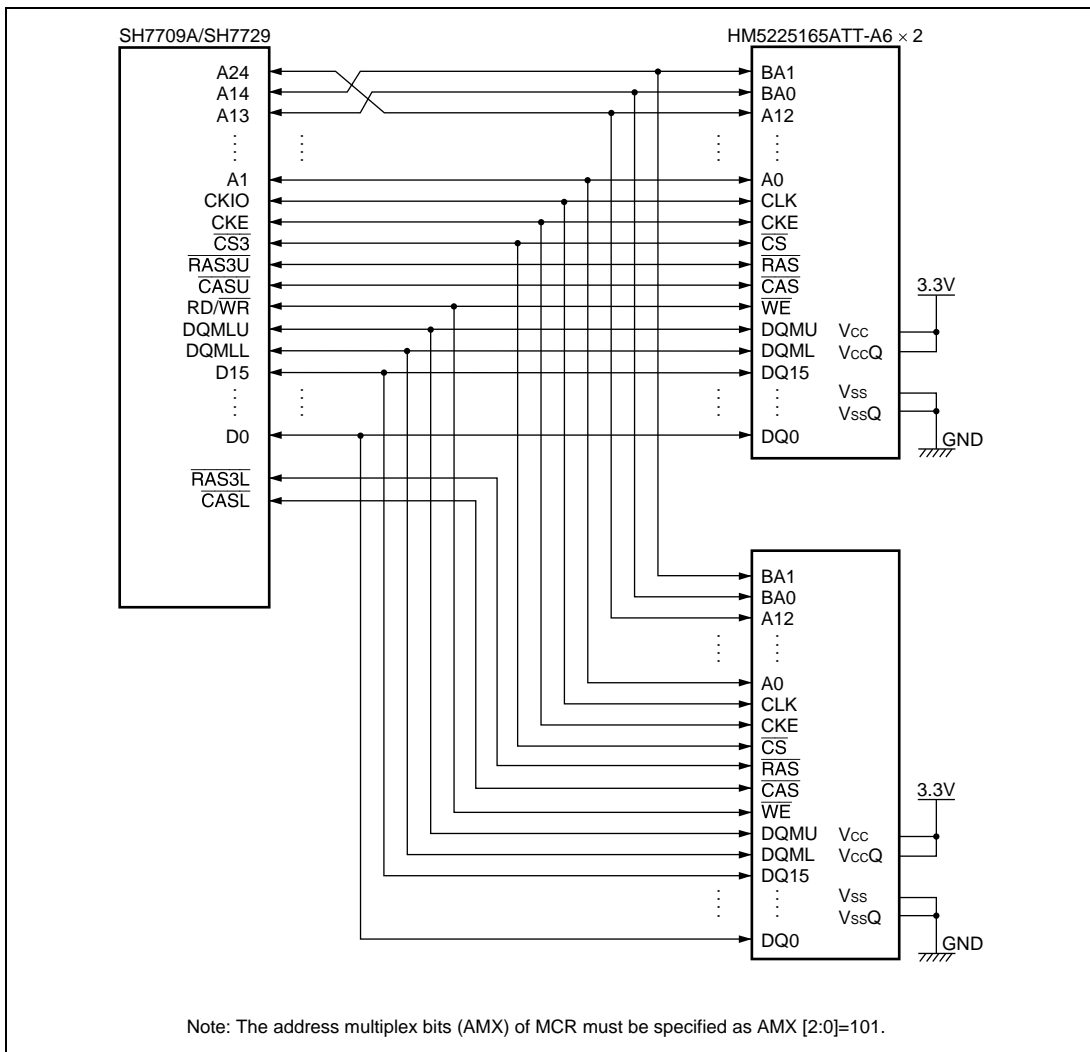 SH7709A/SH7729
A24
A14
A13
A1
CKIO
CKE
CS3
RAS3U
CASU
RD/WR
DQMLU
DQMLL
D15
D0
RAS3L
CASL
HM5225165ATT-A6 × 2
BA1
BA0
A12
A0
CLK
CKE
CS
RAS
CAS
WE
DQMU
DQML
DQ15
DQ0
Vcc
VccQ
Vss
VssQ
3.3V
GND
BA1
BA0
A12
A0
CLK
CKE
CS
RAS
CAS
WE
DQMU
DQML
DQ15
DQ0
Vcc
VccQ
Vss
VssQ
3.3V
GND
Note: The address multiplex bits (AMX) of MCR must be specified as AMX [2:0]=101.